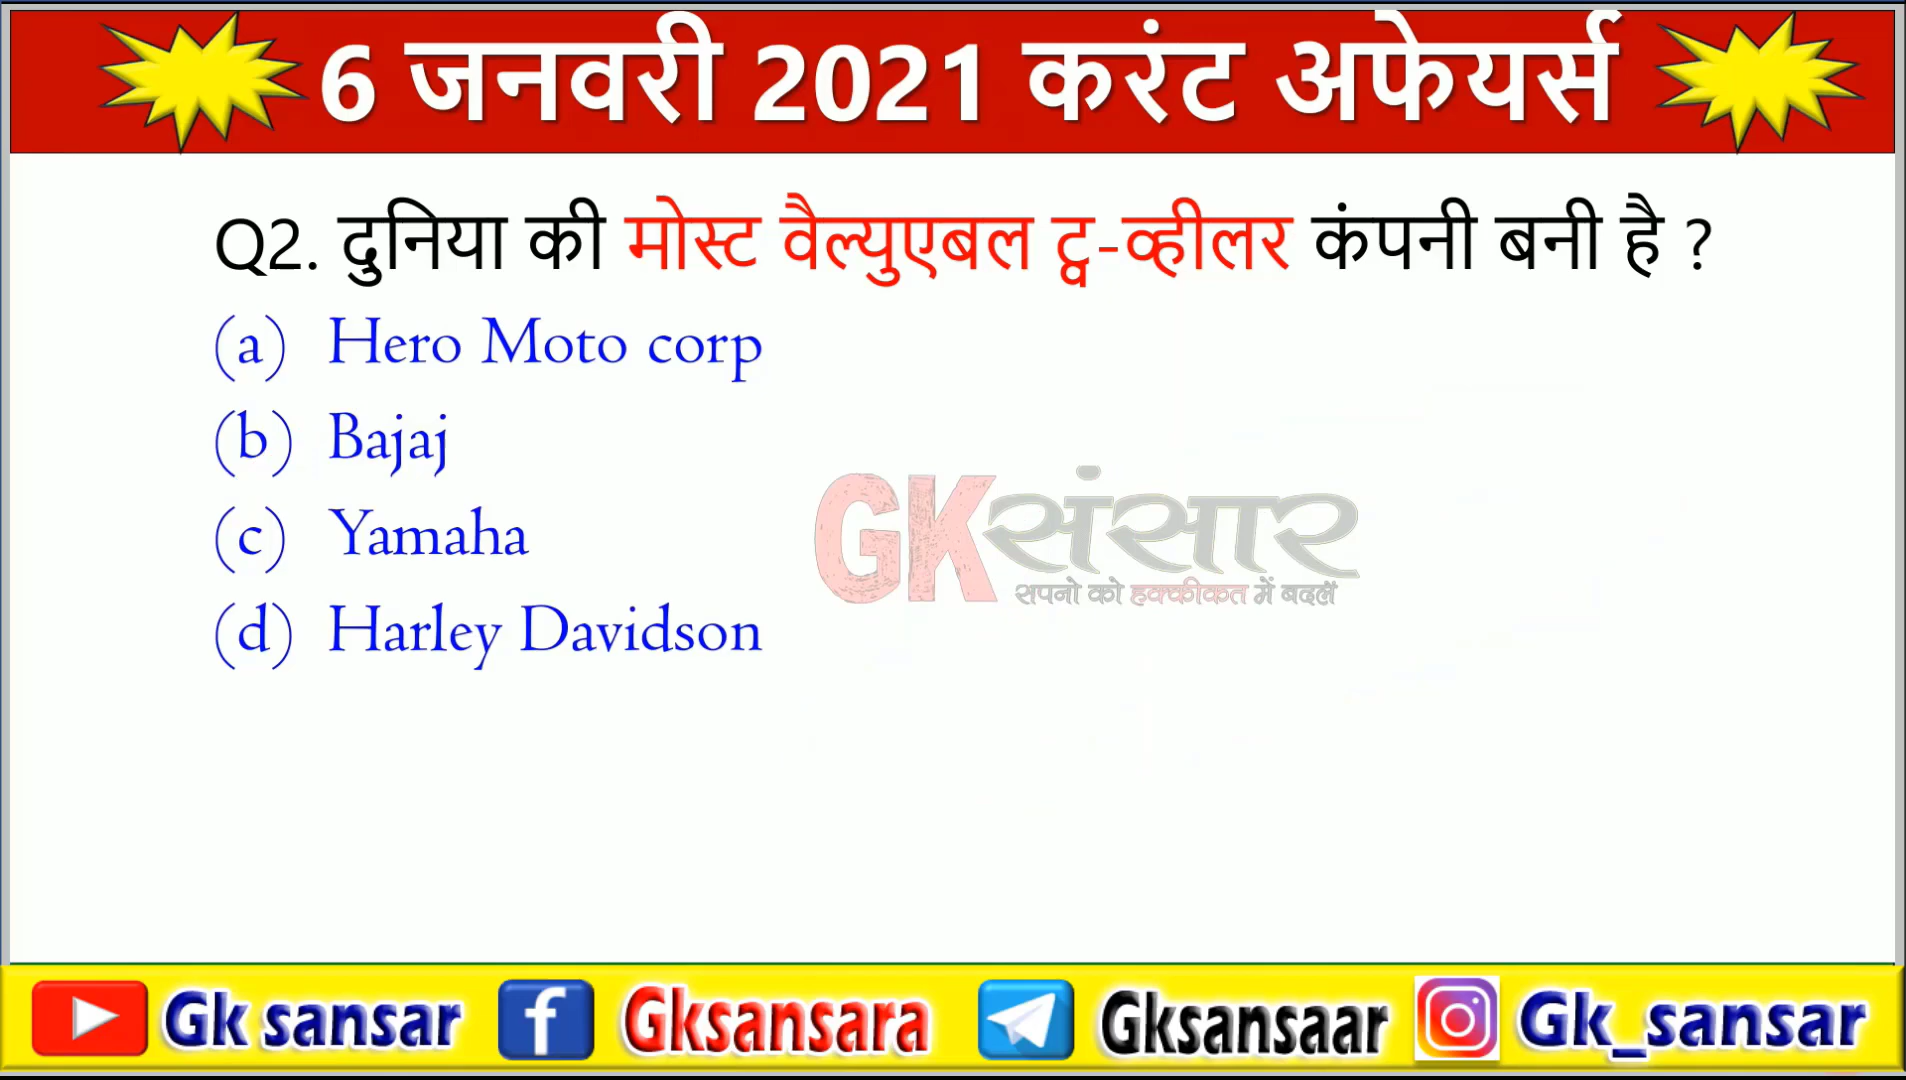 6 जनवरी 2021 करंट अफेयर्स
Q2. दुनिया की मोस्ट वैल्युएबल ट्व-व्हीलर कंपनी बनी है ?
(a) Hero Moto corp
(b) Bajaj
(c) Yamaha
(d) Harley Davidson
GKसंसार
सपनो को हक्कीकत में बदलें
Gk sansar Gksansara Gksansaar Gk_sansar